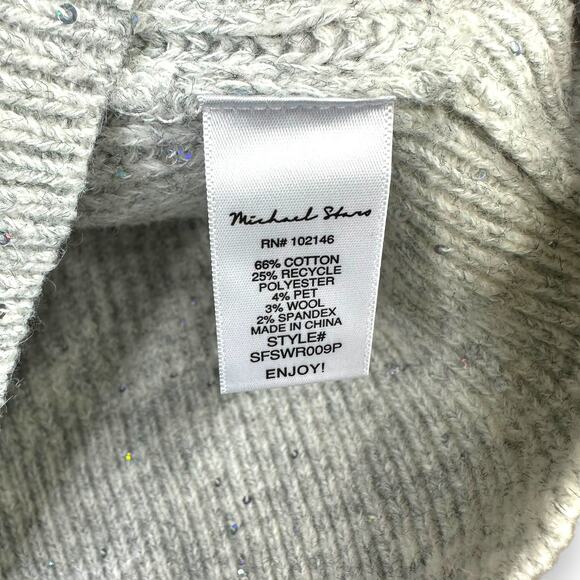 Michael Stars
RN# 102146
66% COTTON
25% RECYCLE
POLYESTER
4% PET
3% WOOL
2% SPANDEX
MADE IN CHINA
STYLE#
SFSWR009P
ENJOY!